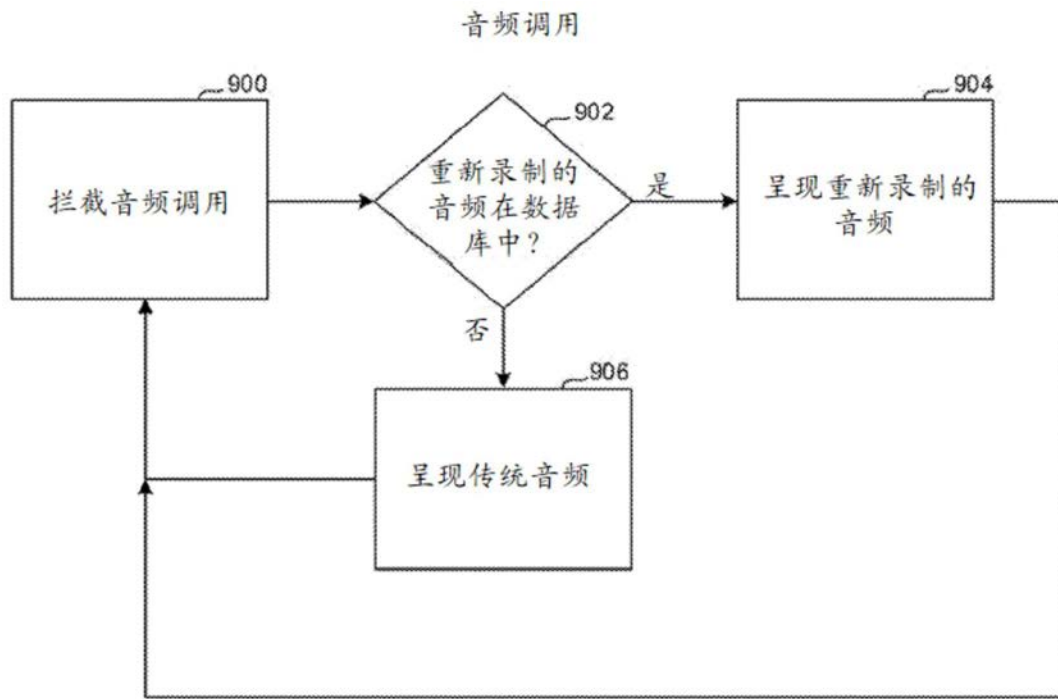 音频调用
900
拦截音频调用
902
重新录制的
音频在数据
库中?
是
904
呈现重新录制的
音频
否
906
呈现传统音频